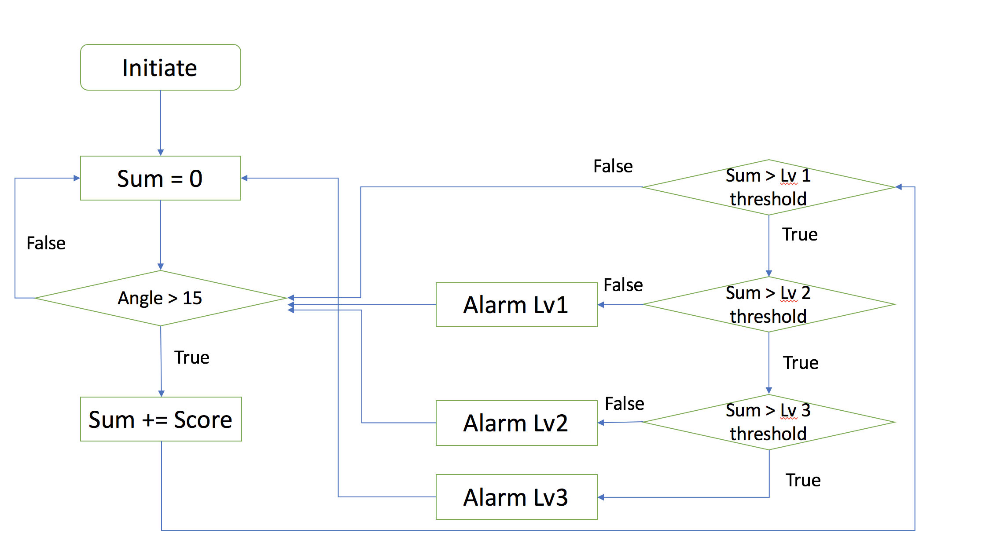 Initiate
Sum = 0
False
Angle > 15
True
Sum += Score
False
Sum > Lv 1
threshold
True
Alarm Lv1
False
Sum > Lv 2
threshold
True
Alarm Lv2
False
Sum > Lv 3
threshold
True
Alarm Lv3